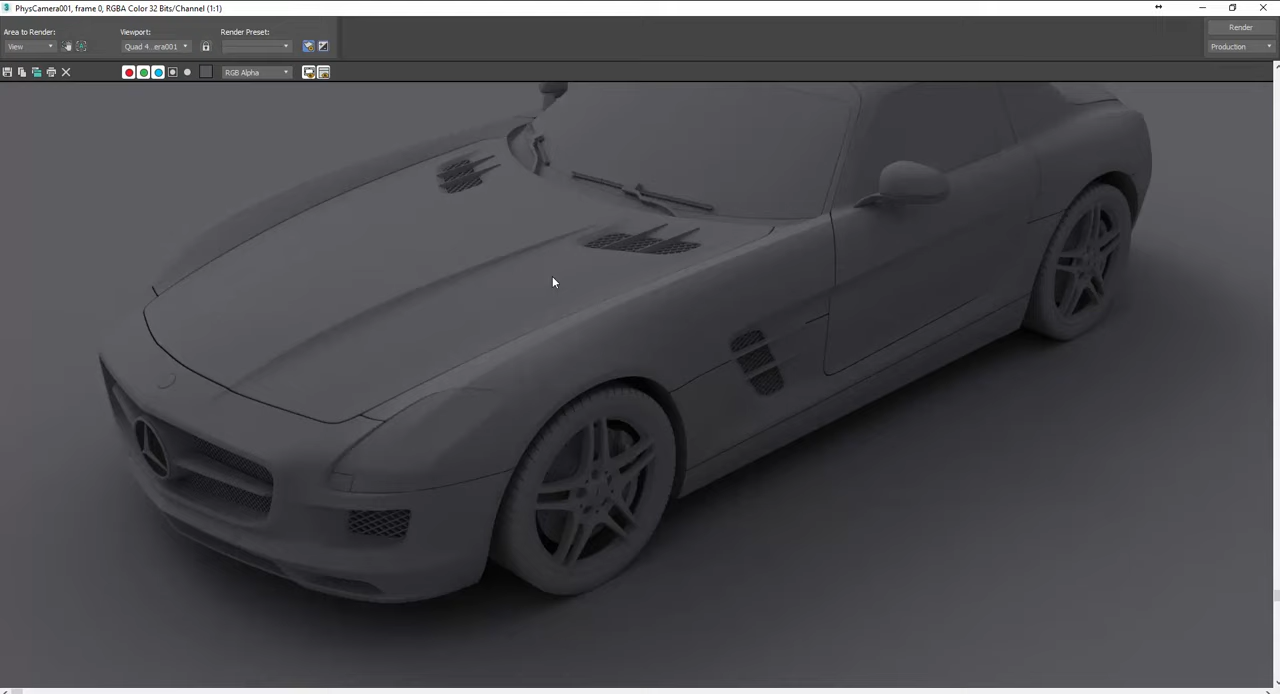 PhysCamera001, frame 0, RGBA Color 32 Bits/Channel (1:1)
Area to Render:
Viewport:
Render Preset:
Render
View
Quad 4...era001
Production
RGB Alpha